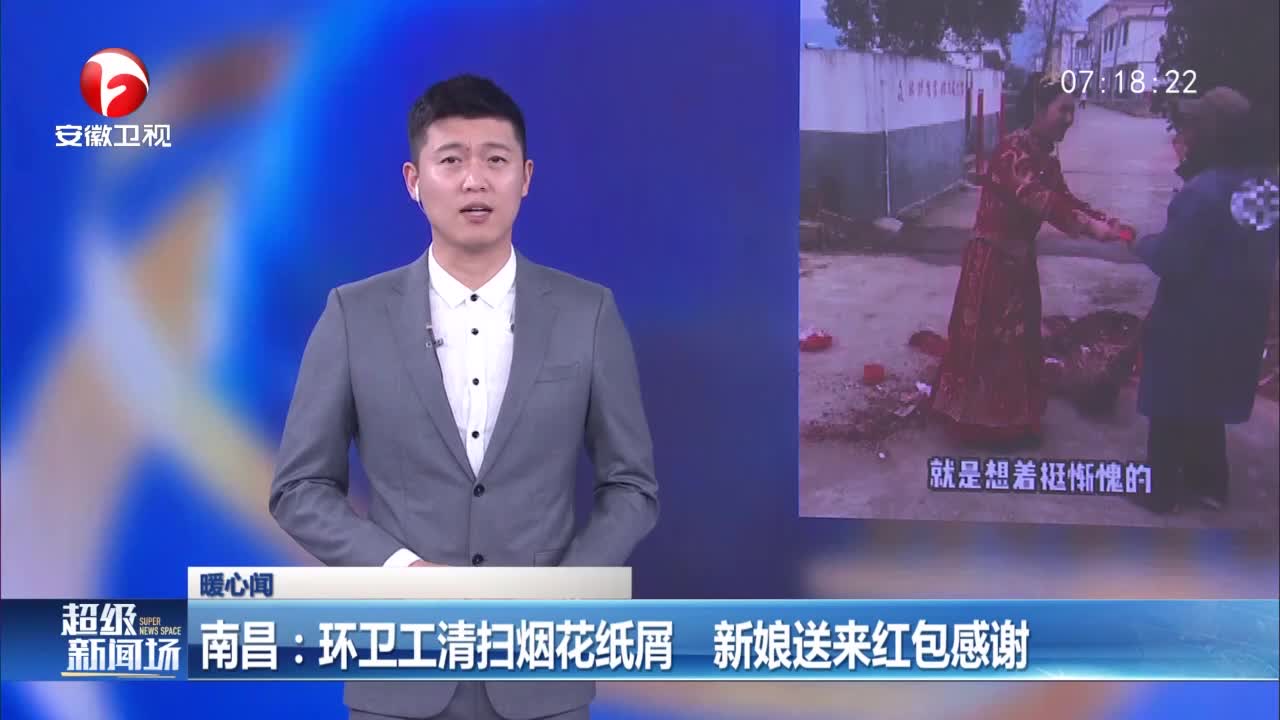 安徽卫视
07:18:22
就是想着挺惭愧的
暖心闻
超级新闻场
SUPER NEWS SPACE
南昌：环卫工清扫烟花纸屑 新娘送来红包感谢